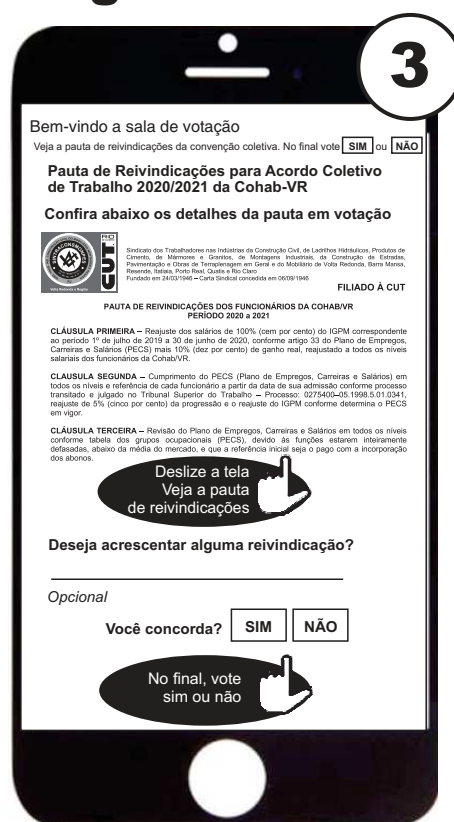 3
Bem-vindo a sala de votação
Veja a pauta de reivindicações da convenção coletiva. No final vote SIM ou NÃO
Pauta de Reivindicações para Acordo Coletivo
de Trabalho 2020/2021 da Cohab-VR
Confira abaixo os detalhes da pauta em votação
Volta Redonda e Região
RIO
CUT
Sindicato dos Trabalhadores nas Indústrias da Construção Civil, de Ladrilhos Hidráulicos, Produtos de
Cimento, de Mármores e Granitos, de Montagens Industriais, da Construção de Estradas,
Pavimentação e Obras de Terraplenagem em Geral e do Mobiliário de Volta Redonda, Barra Mansa,
Resende, Itatiaia, Porto Real, Quatis e Rio Claro
Fundado em 24/03/1946 – Carta Sindical concedida em 06/09/1946
FILIADO À CUT
PAUTA DE REIVINDICAÇÕES DOS FUNCIONÁRIOS DA COHAB/VR
PERÍODO 2020 a 2021
CLÁUSULA PRIMEIRA – Reajuste dos salários de 100% (cem por cento) do IGPM correspondente
ao período 1º de julho de 2019 a 30 de junho de 2020, conforme artigo 33 do Plano de Empregos,
Carreiras e Salários (PECS) mais 10% (dez por cento) de ganho real, reajustado a todos os níveis
salariais dos funcionários da Cohab/VR.
CLAUSULA SEGUNDA – Cumprimento do PECS (Plano de Empregos, Carreiras e Salários) em
todos os níveis e referência de cada funcionário a partir da data de sua admissão conforme processo
transitado e julgado no Tribunal Superior do Trabalho – Processo: 0275400–05.1998.5.01.0341,
reajuste de 5% (cinco por cento) da progressão e o reajuste do IGPM conforme determina o PECS
em vigor.
CLÁUSULA TERCEIRA – Revisão do Plano de Empregos, Carreiras e Salários em todos os níveis
conforme tabela dos grupos ocupacionais (PECS), devido às funções estarem inteiramente
defasadas, abaixo da média do mercado, e que a referência inicial seja o pago com a incorporação
dos abonos.
Deslize a tela
Veja a pauta
de reivindicações
Deseja acrescentar alguma reivindicação?
Opcional
Você concorda? SIM NÃO
No final, vote
sim ou não